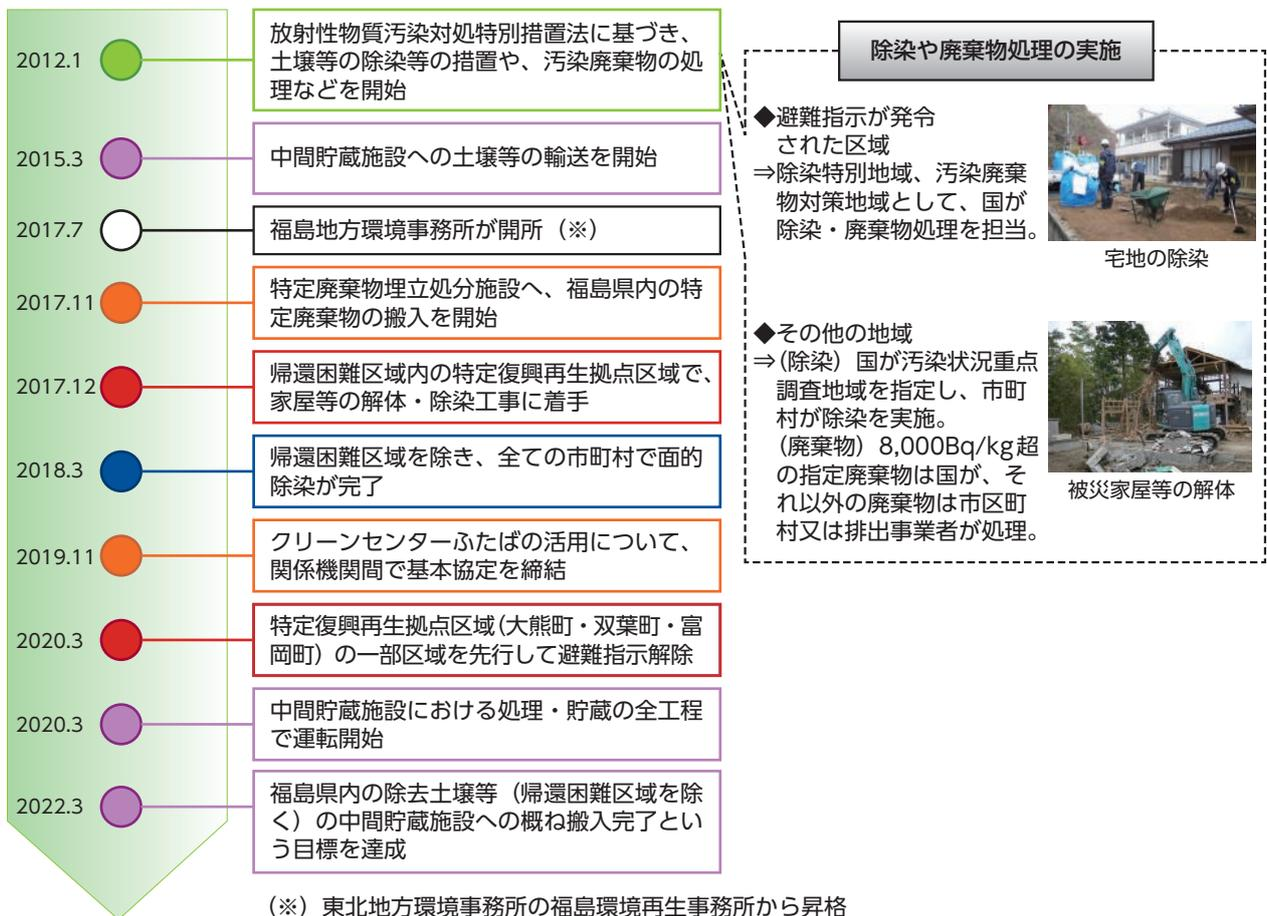 2012.1
放射性物質汚染対処特別措置法に基づき、
土壌等の除染等の措置や、汚染廃棄物の処
理などを開始
2015.3
中間貯蔵施設への土壌等の輸送を開始
2017.7
福島地方環境事務所が開所（※）
2017.11
特定廃棄物埋立処分施設へ、福島県内の特
定廃棄物の搬入を開始
2017.12
帰還困難区域内の特定復興再生拠点区域で、
家屋等の解体・除染工事に着手
2018.3
帰還困難区域を除き、全ての市町村で面的
除染が完了
2019.11
クリーンセンターふたばの活用について、
関係機関間で基本協定を締結
2020.3
特定復興再生拠点区域（大熊町・双葉町・富
岡町）の一部区域を先行して避難指示解除
2020.3
中間貯蔵施設における処理・貯蔵の全工程
で運転開始
2022.3
福島県内の除去土壌等（帰還困難区域を除
く）の中間貯蔵施設への概ね搬入完了とい
う目標を達成
（※）東北地方環境事務所の福島環境再生事務所から昇格
除染や廃棄物処理の実施
◆避難指示が発令
された区域
⇒除染特別地域、汚染廃棄
物対策地域として、国が
除染・廃棄物処理を担当。
宅地の除染
◆その他の地域
⇒（除染）国が汚染状況重点
調査地域を指定し、市町
村が除染を実施。
（廃棄物）8,000Bq/kg超
の指定廃棄物は国が、そ
れ以外の廃棄物は市区町
村又は排出事業者が処理。
被災家屋等の解体